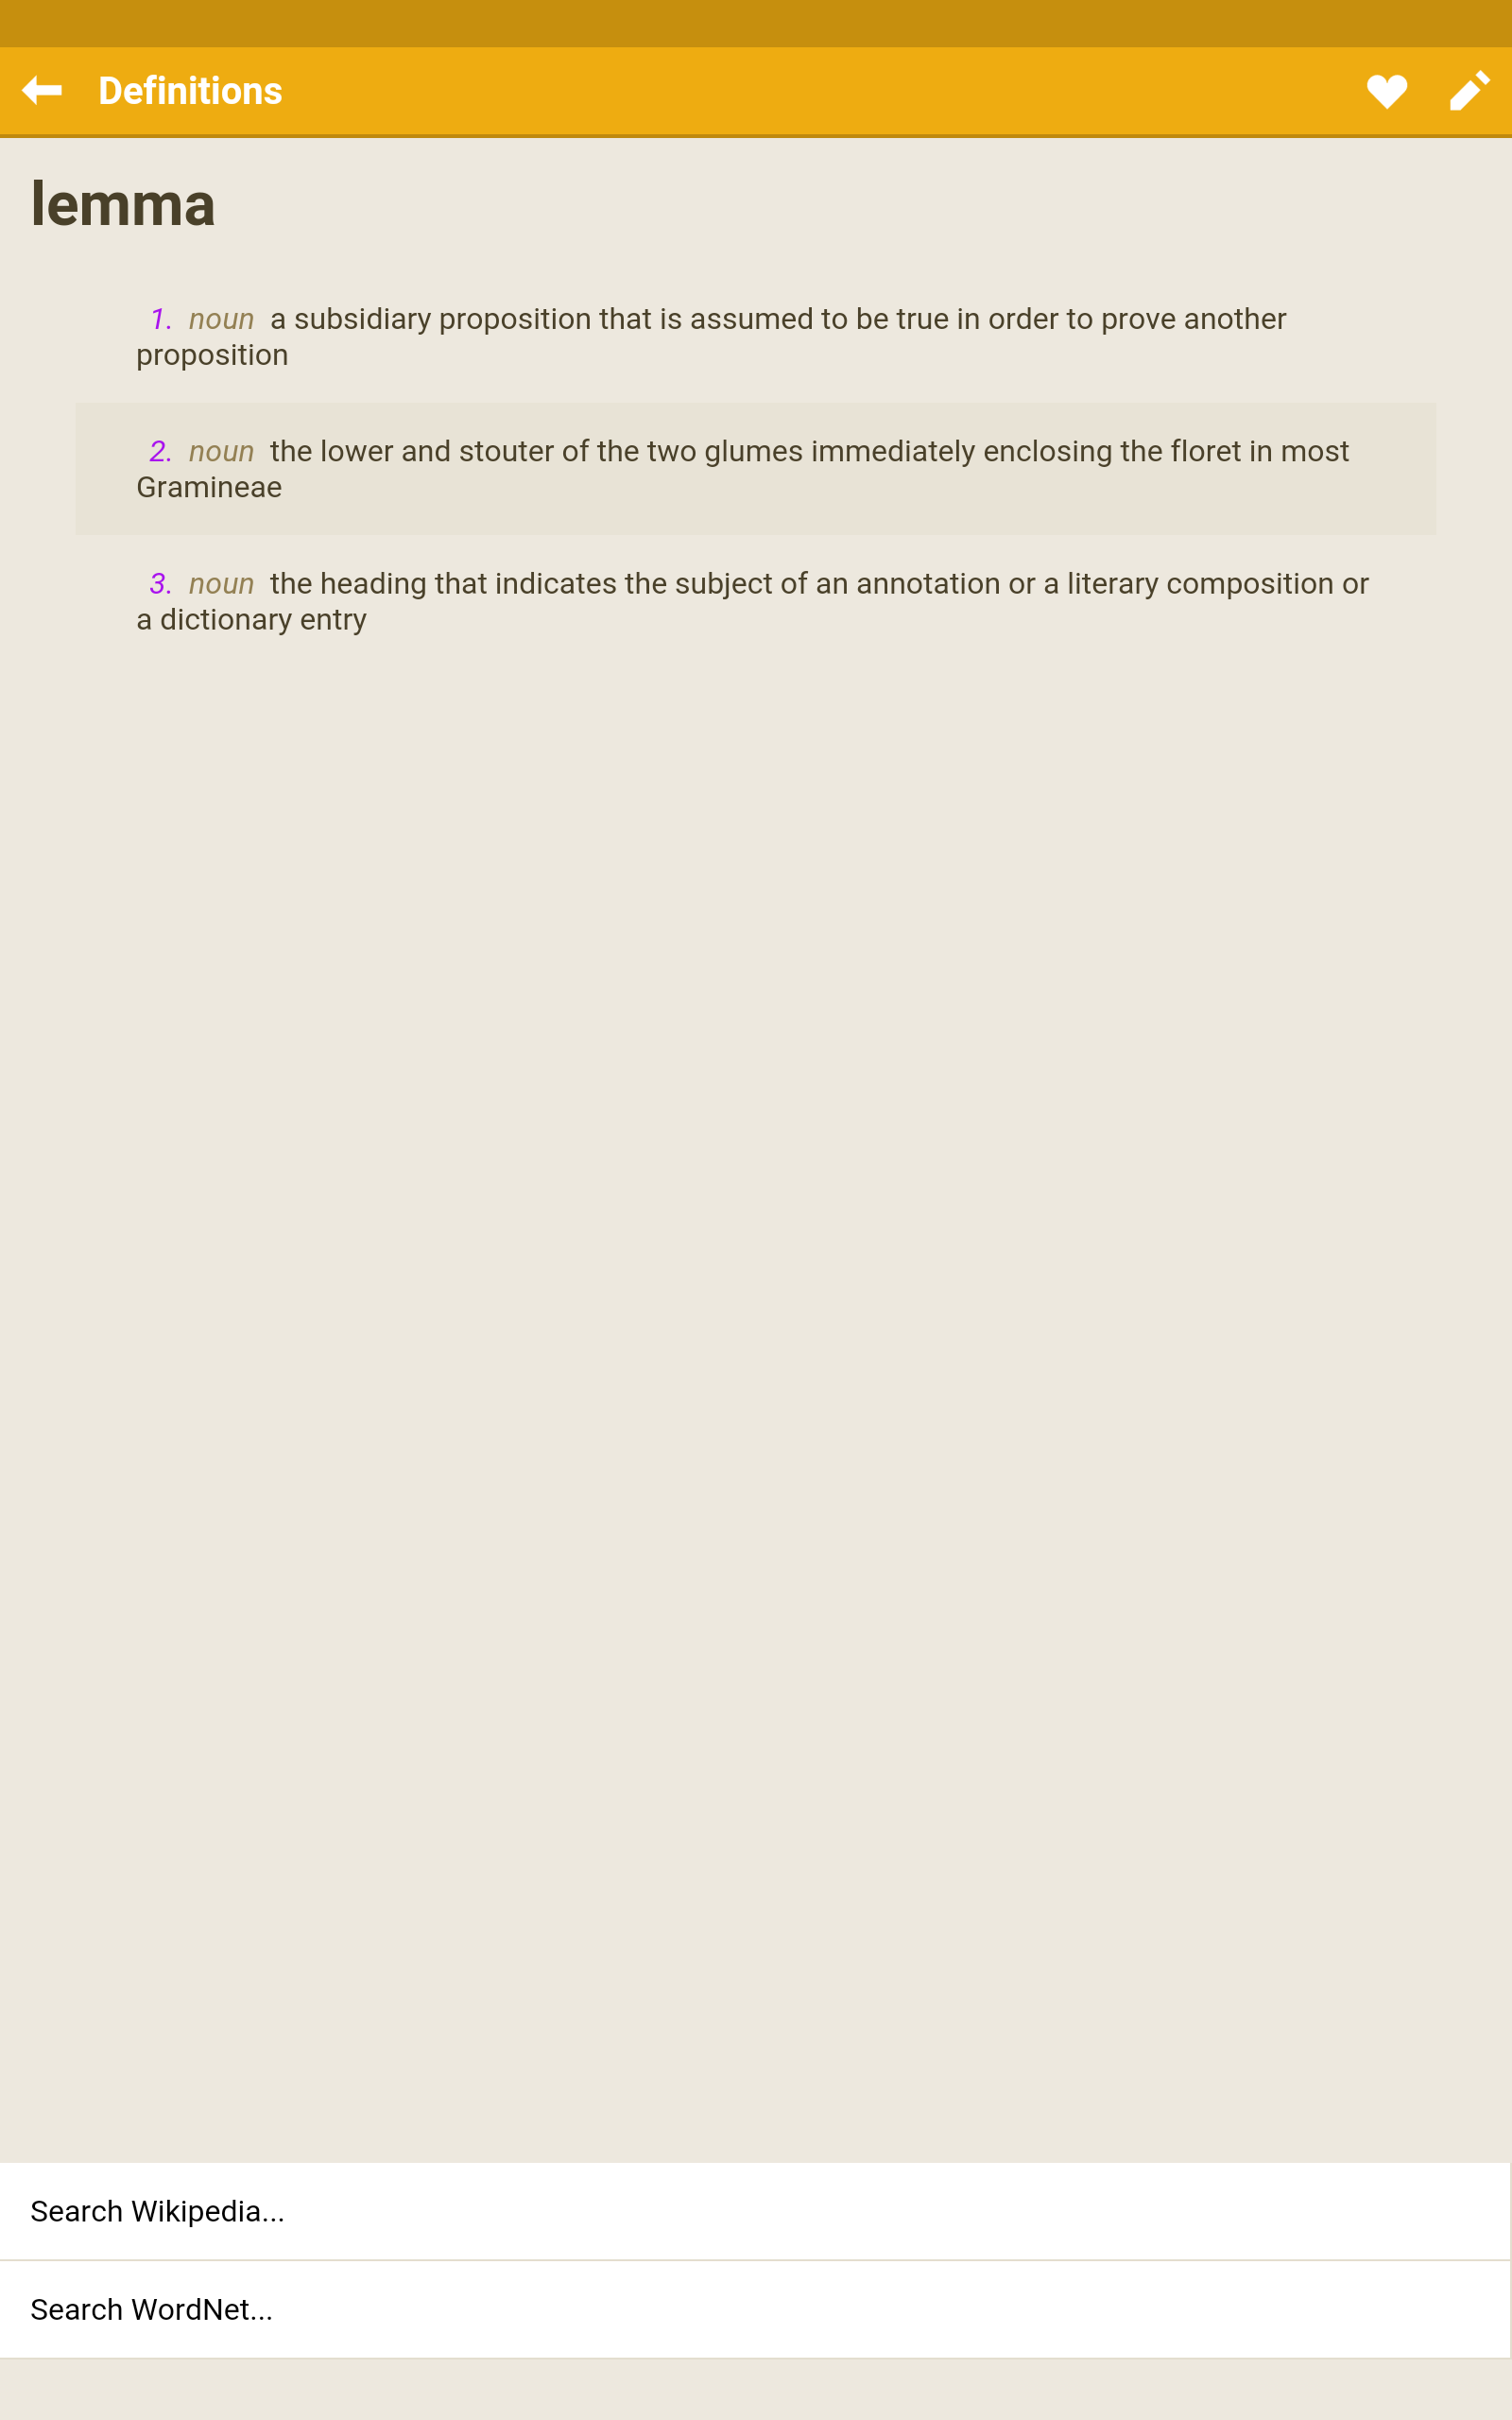 Definitions
lemma
1. noun a subsidiary proposition that is assumed to be true in order to prove another
proposition
2. noun the lower and stouter of the two glumes immediately enclosing the floret in most
Gramineae
3. noun the heading that indicates the subject of an annotation or a literary composition or
a dictionary entry
Search Wikipedia...
Search WordNet...